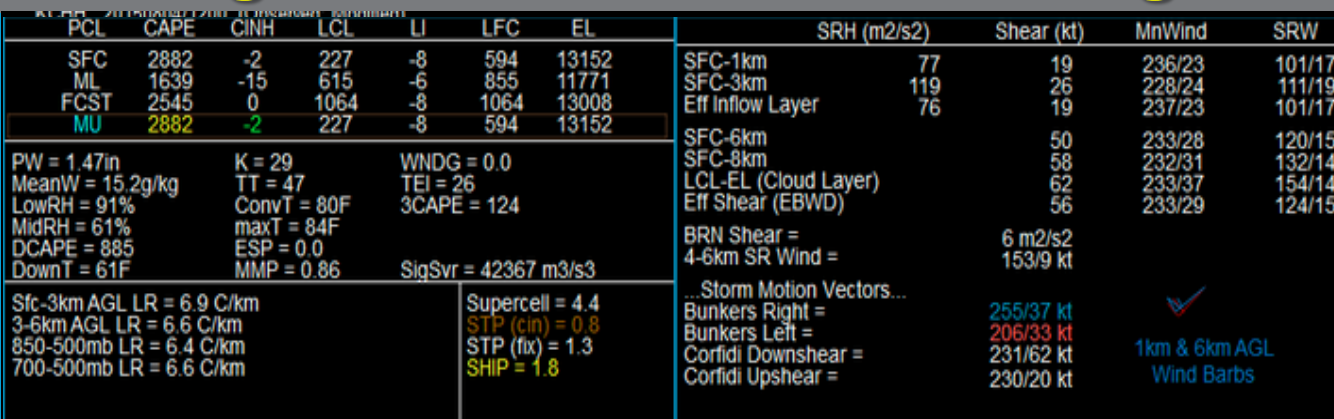 PCL CAPE CINH LCL LI LFC EL
SFC 2882 -2 227 -8 594 13152
ML 1639 -15 615 -6 855 11771
FCST 2545 0 1064 -8 1064 13008
MU 2882 -2 227 -8 594 13152
PW = 1.47in K = 29 WNDG = 0.0
MeanW = 15.2g/kg TT = 47 TEI = 26
LowRH = 91% ConvT = 80F 3CAPE = 124
MidRH = 61% maxT = 84F
DCAPE = 885 ESP = 0.0
DownT = 61F MMP = 0.86 SigSvr = 42367 m3/s3
Sfc-3km AGL LR = 6.9 C/km
3-6km AGL LR = 6.6 C/km
850-500mb LR = 6.4 C/km
700-500mb LR = 6.6 C/km
Supercell = 4.4
STP (cin) = 0.8
STP (fix) = 1.3
SHIP = 1.8
SRH (m2/s2) Shear (kt) MnWind SRW
SFC-1km 77 19 236/23 101/17
SFC-3km 119 26 228/24 111/19
Eff Inflow Layer 76 19 237/23 101/17
SFC-6km 50 233/28 120/15
SFC-8km 58 232/31 132/14
LCL-EL (Cloud Layer) 62 233/37 154/14
Eff Shear (EBWD) 56 233/29 124/15
BRN Shear = 6 m2/s2
4-6km SR Wind = 153/9 kt
...Storm Motion Vectors...
Bunkers Right = 255/37 kt
Bunkers Left = 206/33 kt
Corfidi Downshear = 231/62 kt
Corfidi Upshear = 230/20 kt
1km & 6km AGL
Wind Barbs